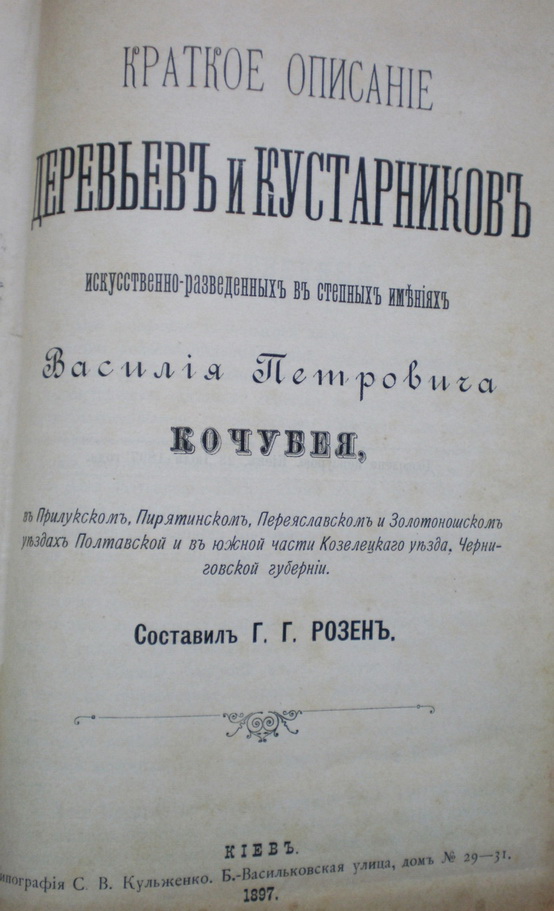 КРАТКОЕ ОПИСАНІЕ
ДЕРЕВЬЕВЪ И КУСТАРНИКОВЪ
искусственно-разведенныхъ въ степныхъ имѣніяхъ
Василія Петровича
КОЧУБЕЯ,
въ Прилукскомъ, Пирятинскомъ, Переяславскомъ и Золотоношскомъ
уѣздахъ Полтавской и въ южной части Козелецкаго уѣзда, Черни-
говской губерніи.
Составилъ Г. Г. РОЗЕНЪ.
КІЕВЪ.
ипографія С. В. Кульженко. Б.-Васильковская улица, домъ № 29—31.
1897.